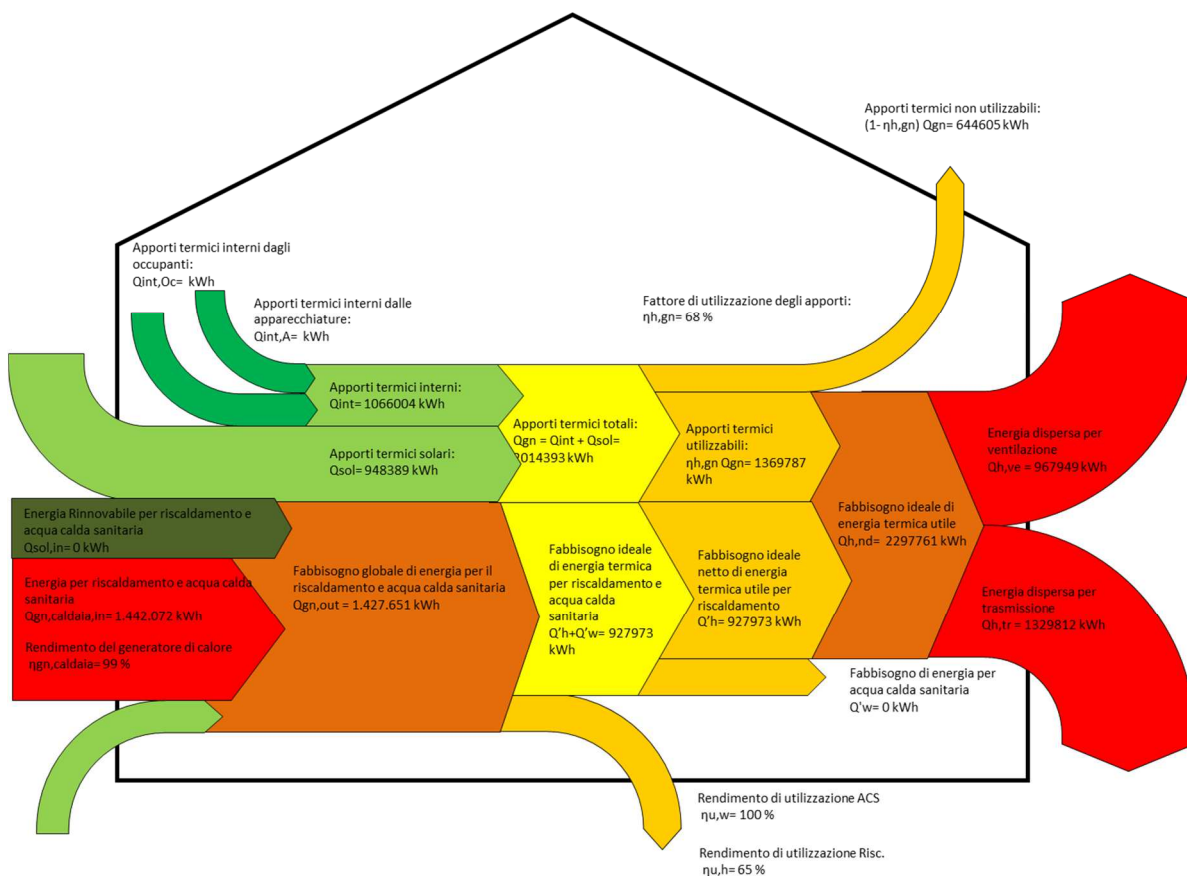 Apporti termici non utilizzabili:
(1- ηh,gn) Qgn= 644605 kWh
Apporti termici interni dagli
occupanti:
Qint,Oc= kWh
Apporti termici interni dalle
apparecchiature:
Qint,A= kWh
Fattore di utilizzazione degli apporti:
ηh,gn= 68 %
Apporti termici interni:
Qint= 1066004 kWh
Apporti termici solari:
Qsol= 948389 kWh
Apporti termici totali:
Qgn = Qint + Qsol=
2014393 kWh
Apporti termici
utilizzabili:
ηh,gn Qgn= 1369787
kWh
Energia dispersa per
ventilazione
Qh,ve = 967949 kWh
Fabbisogno ideale di
energia termica utile
Qh,nd= 2297761 kWh
Energia Rinnovabile per riscaldamento e
acqua calda sanitaria
Qsol,in= 0 kWh
Energia per riscaldamento e acqua calda
sanitaria
Qgn,caldaia,in= 1.442.072 kWh
Rendimento del generatore di calore
ηgn,caldaia= 99 %
Fabbisogno globale di energia per il
riscaldamento e acqua calda sanitaria
Qgn,out = 1.427.651 kWh
Fabbisogno ideale
di energia termica
per riscaldamento e
acqua calda
sanitaria
Q'h+Q'w= 927973
kWh
Fabbisogno ideale
netto di energia
termica utile per
riscaldamento
Q'h= 927973 kWh
Energia dispersa per
trasmissione
Qh,tr = 1329812 kWh
Fabbisogno di energia per
acqua calda sanitaria
Q'w= 0 kWh
Rendimento di utilizzazione ACS
ηu,w= 100 %
Rendimento di utilizzazione Risc.
ηu,h= 65 %